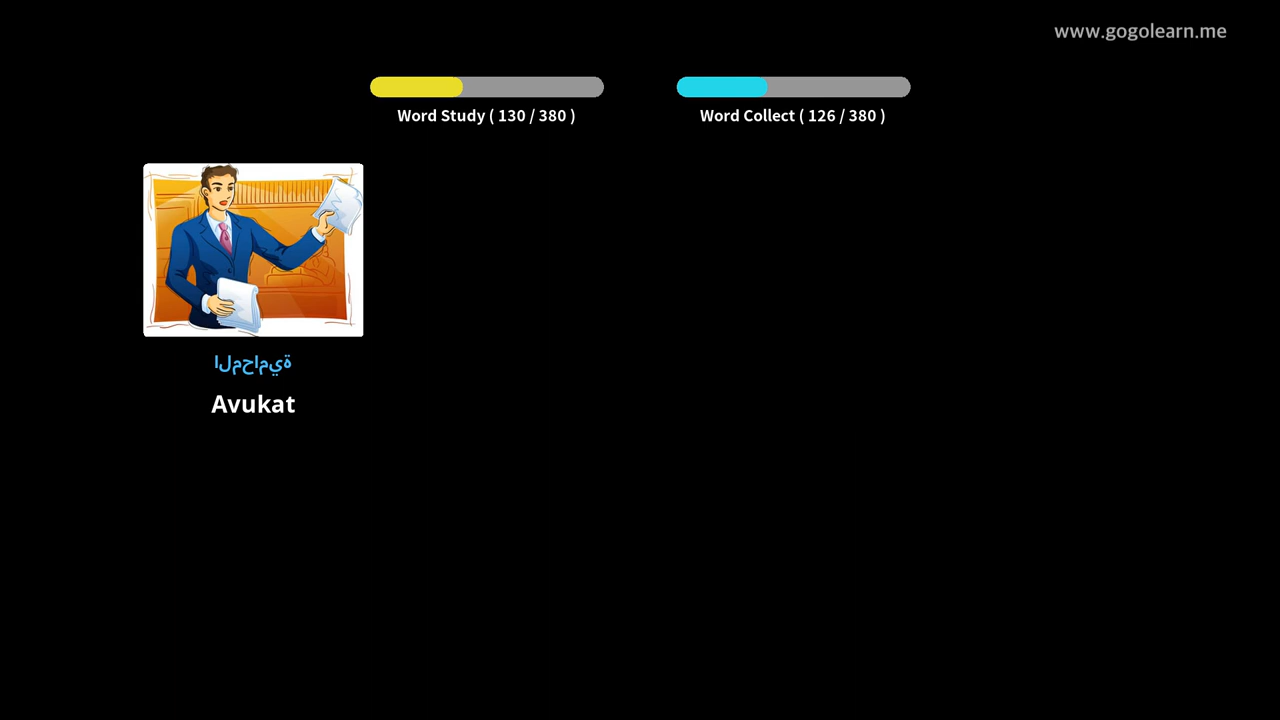 www.gogolearn.me
Word Study ( 130 / 380 )
Word Collect ( 126 / 380 )
المحامية
Avukat